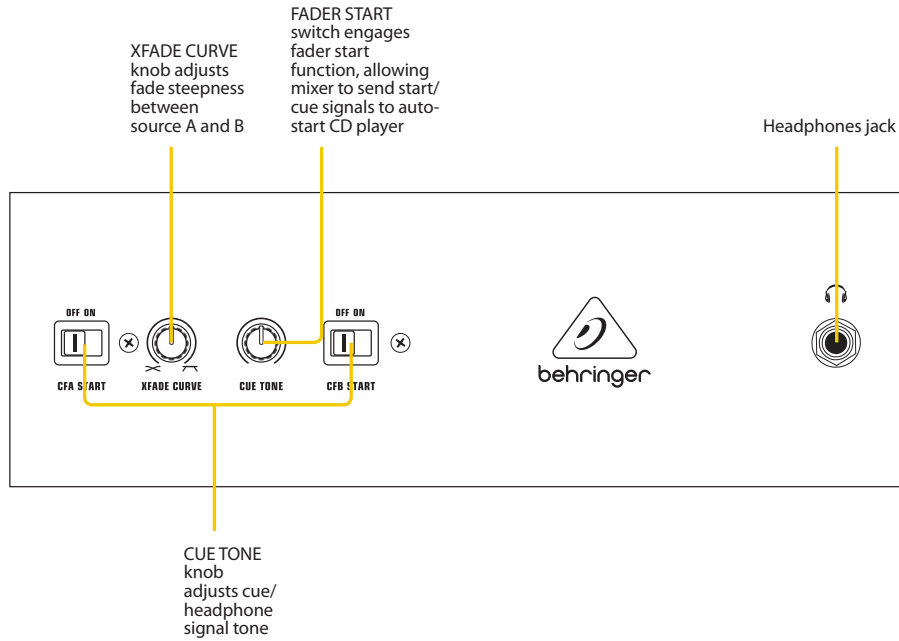 FADER START
switch engages
fader start
function, allowing
mixer to send start/
cue signals to auto-
start CD player
XFADE CURVE
knob adjusts
fade steepness
between
source A and B
Headphones jack
OFF ON
OFF ON
CFA START
XFADE CURVE
CUE TONE
CFB START
behringer
CUE TONE
knob
adjusts cue/
headphone
signal tone